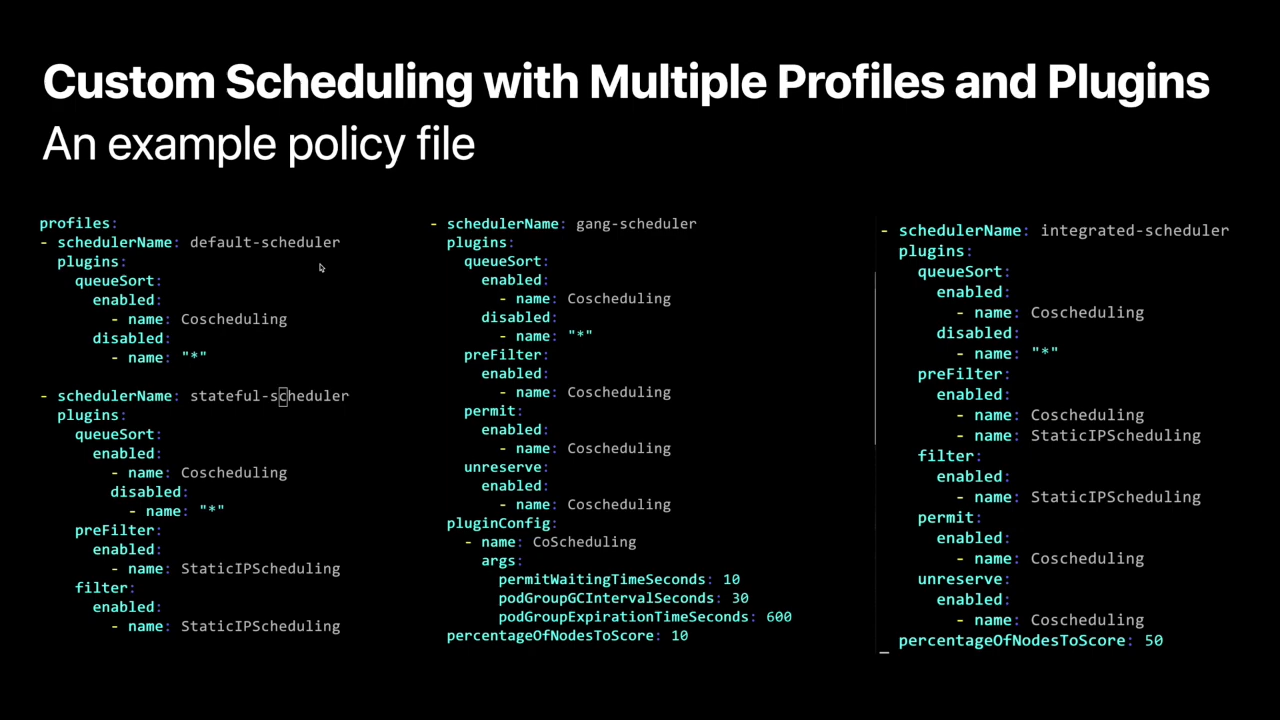 Custom Scheduling with Multiple Profiles and Plugins
An example policy file
profiles:
- schedulerName: default-scheduler
plugins:
queueSort:
enabled:
- name: Coscheduling
disabled:
- name: "*"
- schedulerName: stateful-scheduler
plugins:
queueSort:
enabled:
- name: Coscheduling
disabled:
- name: "*"
preFilter:
enabled:
- name: StaticIPScheduling
filter:
enabled:
- name: StaticIPScheduling
- schedulerName: gang-scheduler
plugins:
queueSort:
enabled:
- name: Coscheduling
disabled:
- name: "*"
preFilter:
enabled:
- name: Coscheduling
permit:
enabled:
- name: Coscheduling
unreserve:
enabled:
- name: Coscheduling
pluginConfig:
- name: CoScheduling
args:
permitWaitingTimeSeconds: 10
podGroupGCIntervalSeconds: 30
podGroupExpirationTimeSeconds: 600
percentageOfNodesToScore: 10
- schedulerName: integrated-scheduler
plugins:
queueSort:
enabled:
- name: Coscheduling
disabled:
- name: "*"
preFilter:
enabled:
- name: Coscheduling
- name: StaticIPScheduling
filter:
enabled:
- name: StaticIPScheduling
permit:
enabled:
- name: Coscheduling
unreserve:
enabled:
- name: Coscheduling
percentageOfNodesToScore: 50